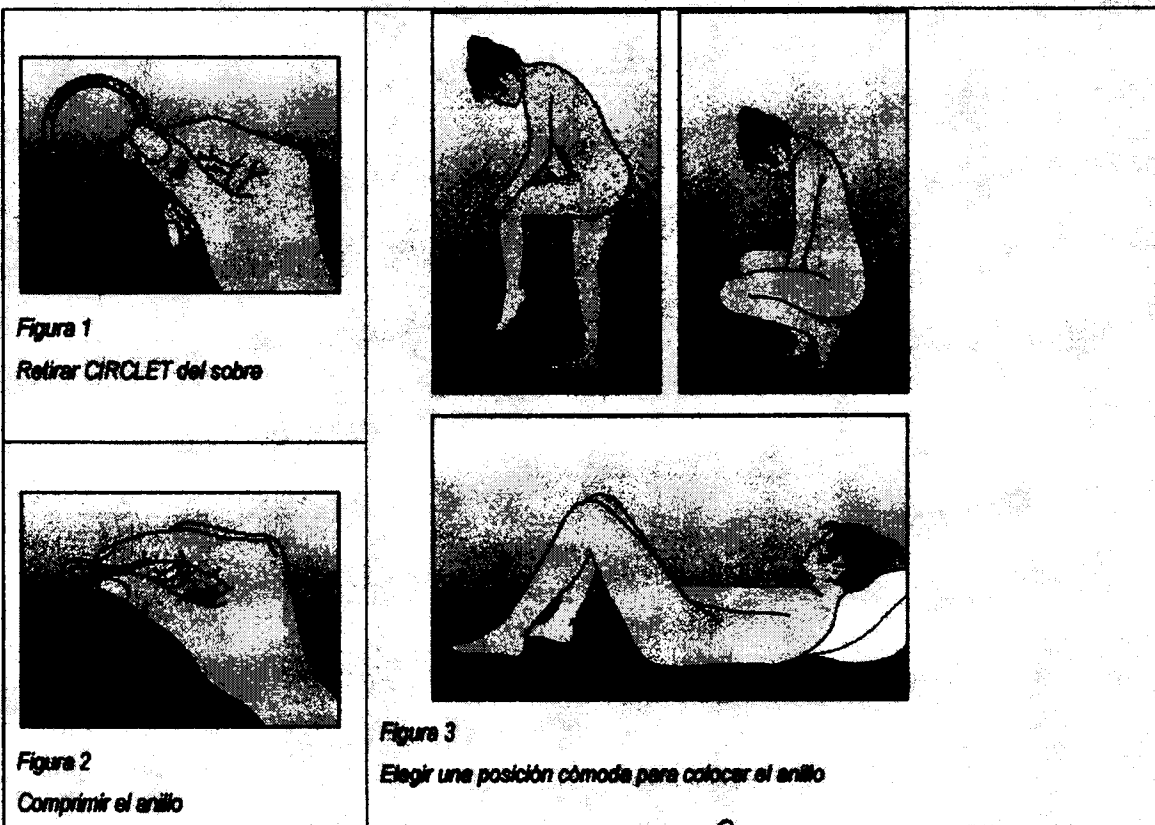 Figura 1
Retirar CIRCLET del sobre
Figura 2
Comprimir el anillo
Figura 3
Elegir una posición còmoda para colocar el anillo